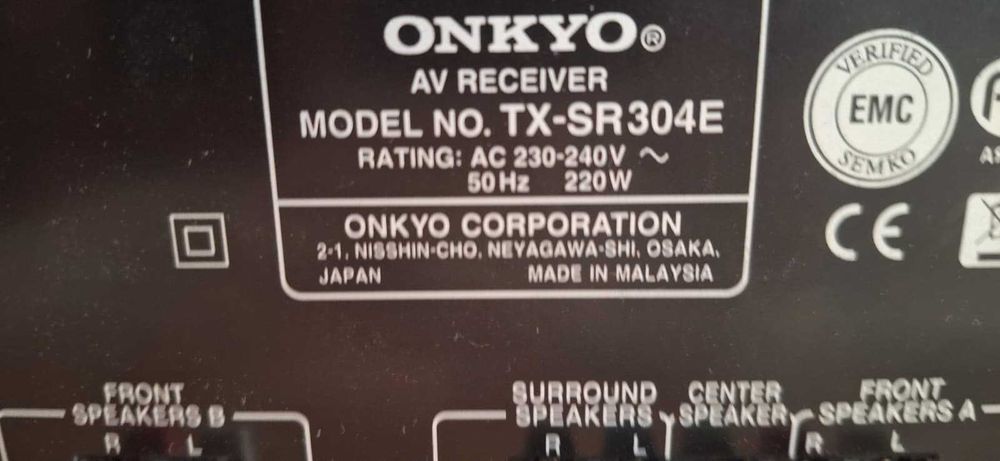 ONKYO®
AV RECEIVER
MODEL NO. TX-SR304E
RATING: AC 230-240V ~
50Hz 220W
ONKYO CORPORATION
2-1, NISSHIN-CHO, NEYAGAWA-SHI, OSAKA,
JAPAN MADE IN MALAYSIA
VERIFIED
EMC
SEMKO
CE
FRONT
SPEAKERS B
R L
SURROUND
SPEAKERS
R L
CENTER
SPEAKER
FRONT
SPEAKERS A
R L